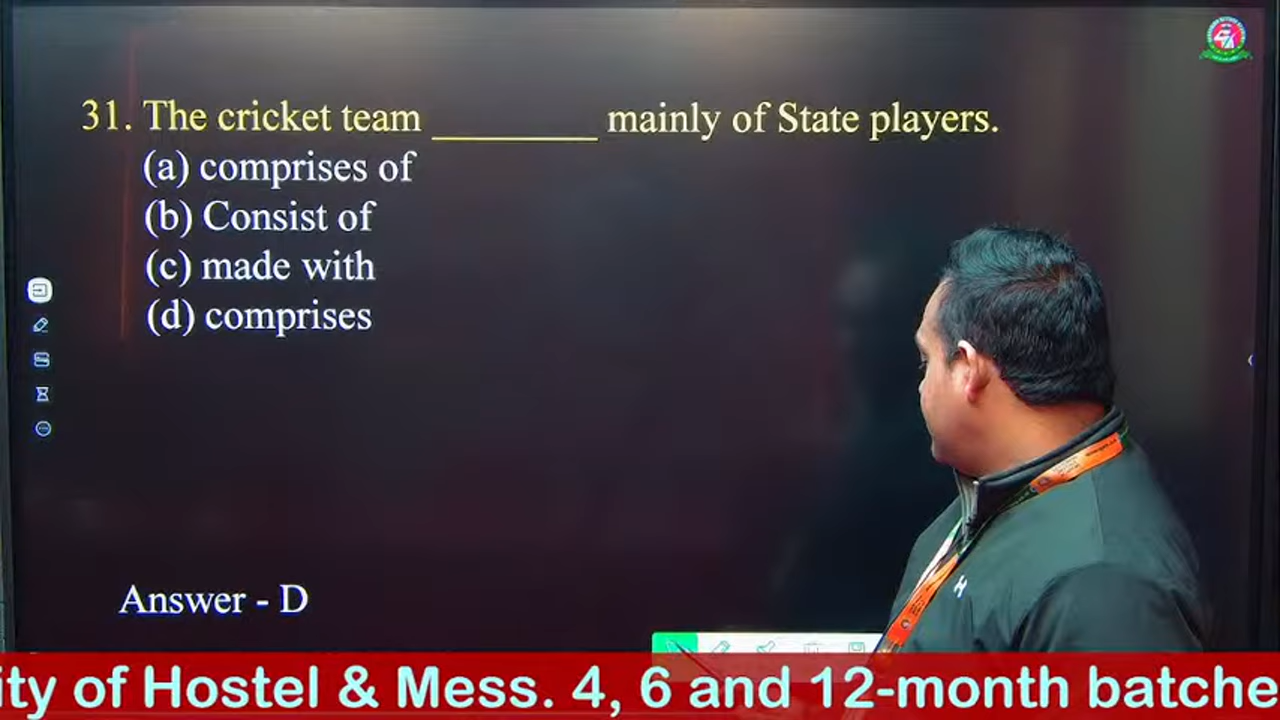 31. The cricket team _________ mainly of State players.
(a) comprises of
(b) Consist of
(c) made with
(d) comprises
Answer - D
ity of Hostel & Mess. 4, 6 and 12-month batche